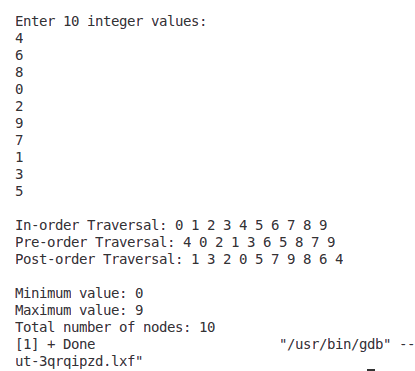 Enter 10 integer values:
4
6
8
0
2
9
7
1
3
5
In-order Traversal: 0 1 2 3 4 5 6 7 8 9
Pre-order Traversal: 4 0 2 1 3 6 5 8 7 9
Post-order Traversal: 1 3 2 0 5 7 9 8 6 4
Minimum value: 0
Maximum value: 9
Total number of nodes: 10
[1] + Done "/usr/bin/gdb" --
ut-3qrqipzd.lxf"